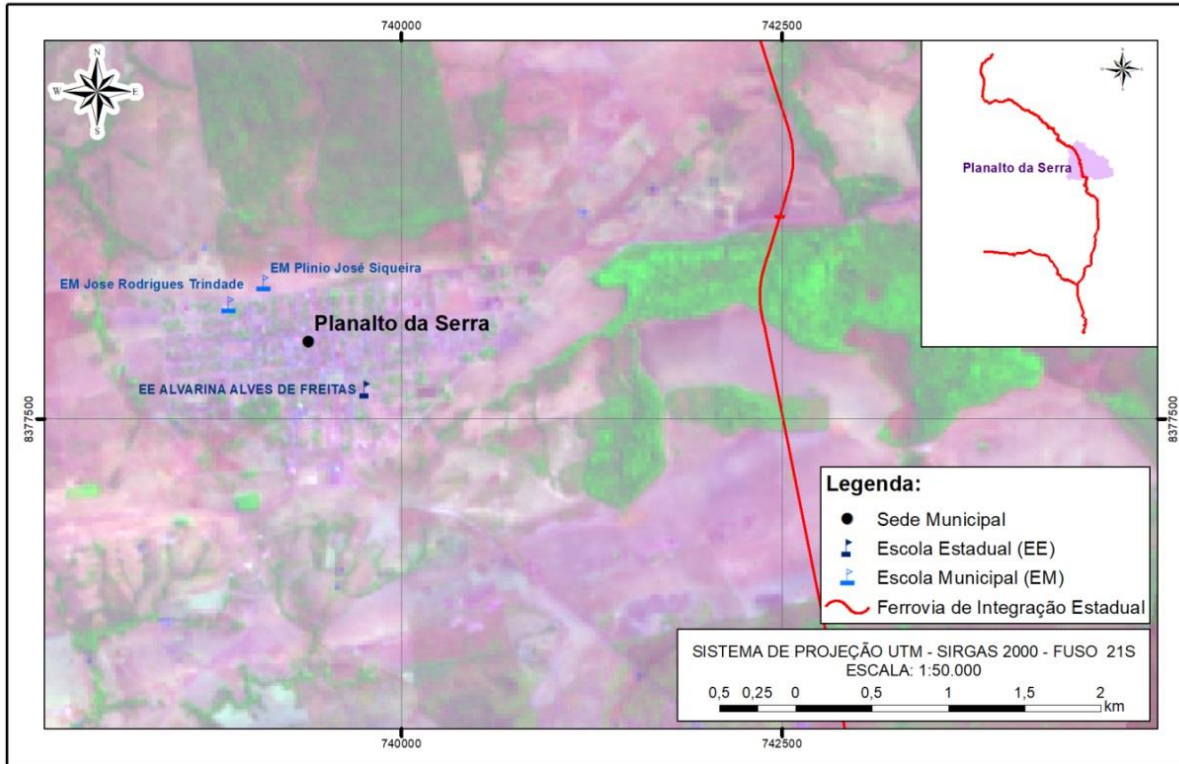 740000
742500
N
W E
S
Planalto da Serra
EM Plinio José Siqueira
EM Jose Rodrigues Trindade
Planalto da Serra
EE ALVARINA ALVES DE FREITAS
8377500
8377500
Legenda:
Sede Municipal
Escola Estadual (EE)
Escola Municipal (EM)
Ferrovia de Integração Estadual
SISTEMA DE PROJEÇÃO UTM - SIRGAS 2000 - FUSO 21S
ESCALA: 1:50.000
0,5 0,25 0 0,5 1 1,5 2
km
740000
742500